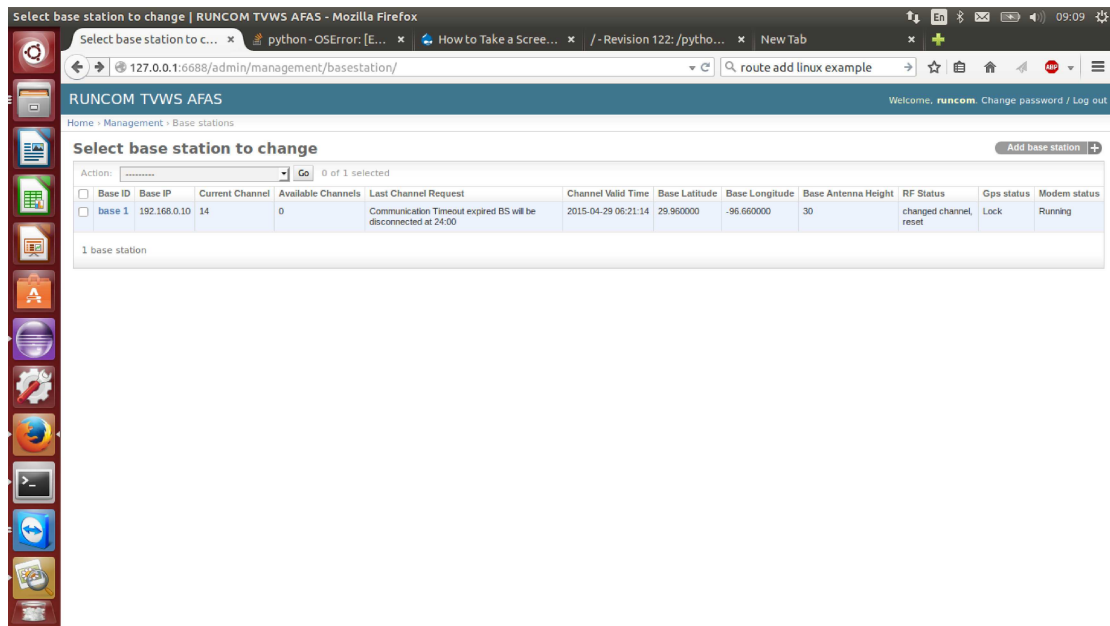 Select base station to change | RUNCOM TVWS AFAS - Mozilla Firefox
En
09:09
Select base station to c... ×
python - OSError: [E... ×
How to Take a Scree... ×
/ - Revision 122: /pytho... ×
New Tab ×
127.0.0.1:6688/admin/management/basestation/
route add linux example
ABP
RUNCOM TVWS AFAS
Welcome, runcom. Change password / Log out
Home › Management › Base stations
Select base station to change
Add base station +
Action: --------- Go 0 of 1 selected
Base ID Base IP Current Channel Available Channels Last Channel Request Channel Valid Time Base Latitude Base Longitude Base Antenna Height RF Status Gps status Modem status
base 1 192.168.0.10 14 0 Communication Timeout expired BS will be 2015-04-29 06:21:14 29.960000 -96.660000 30 changed channel, Lock Running
disconnected at 24:00 reset
1 base station